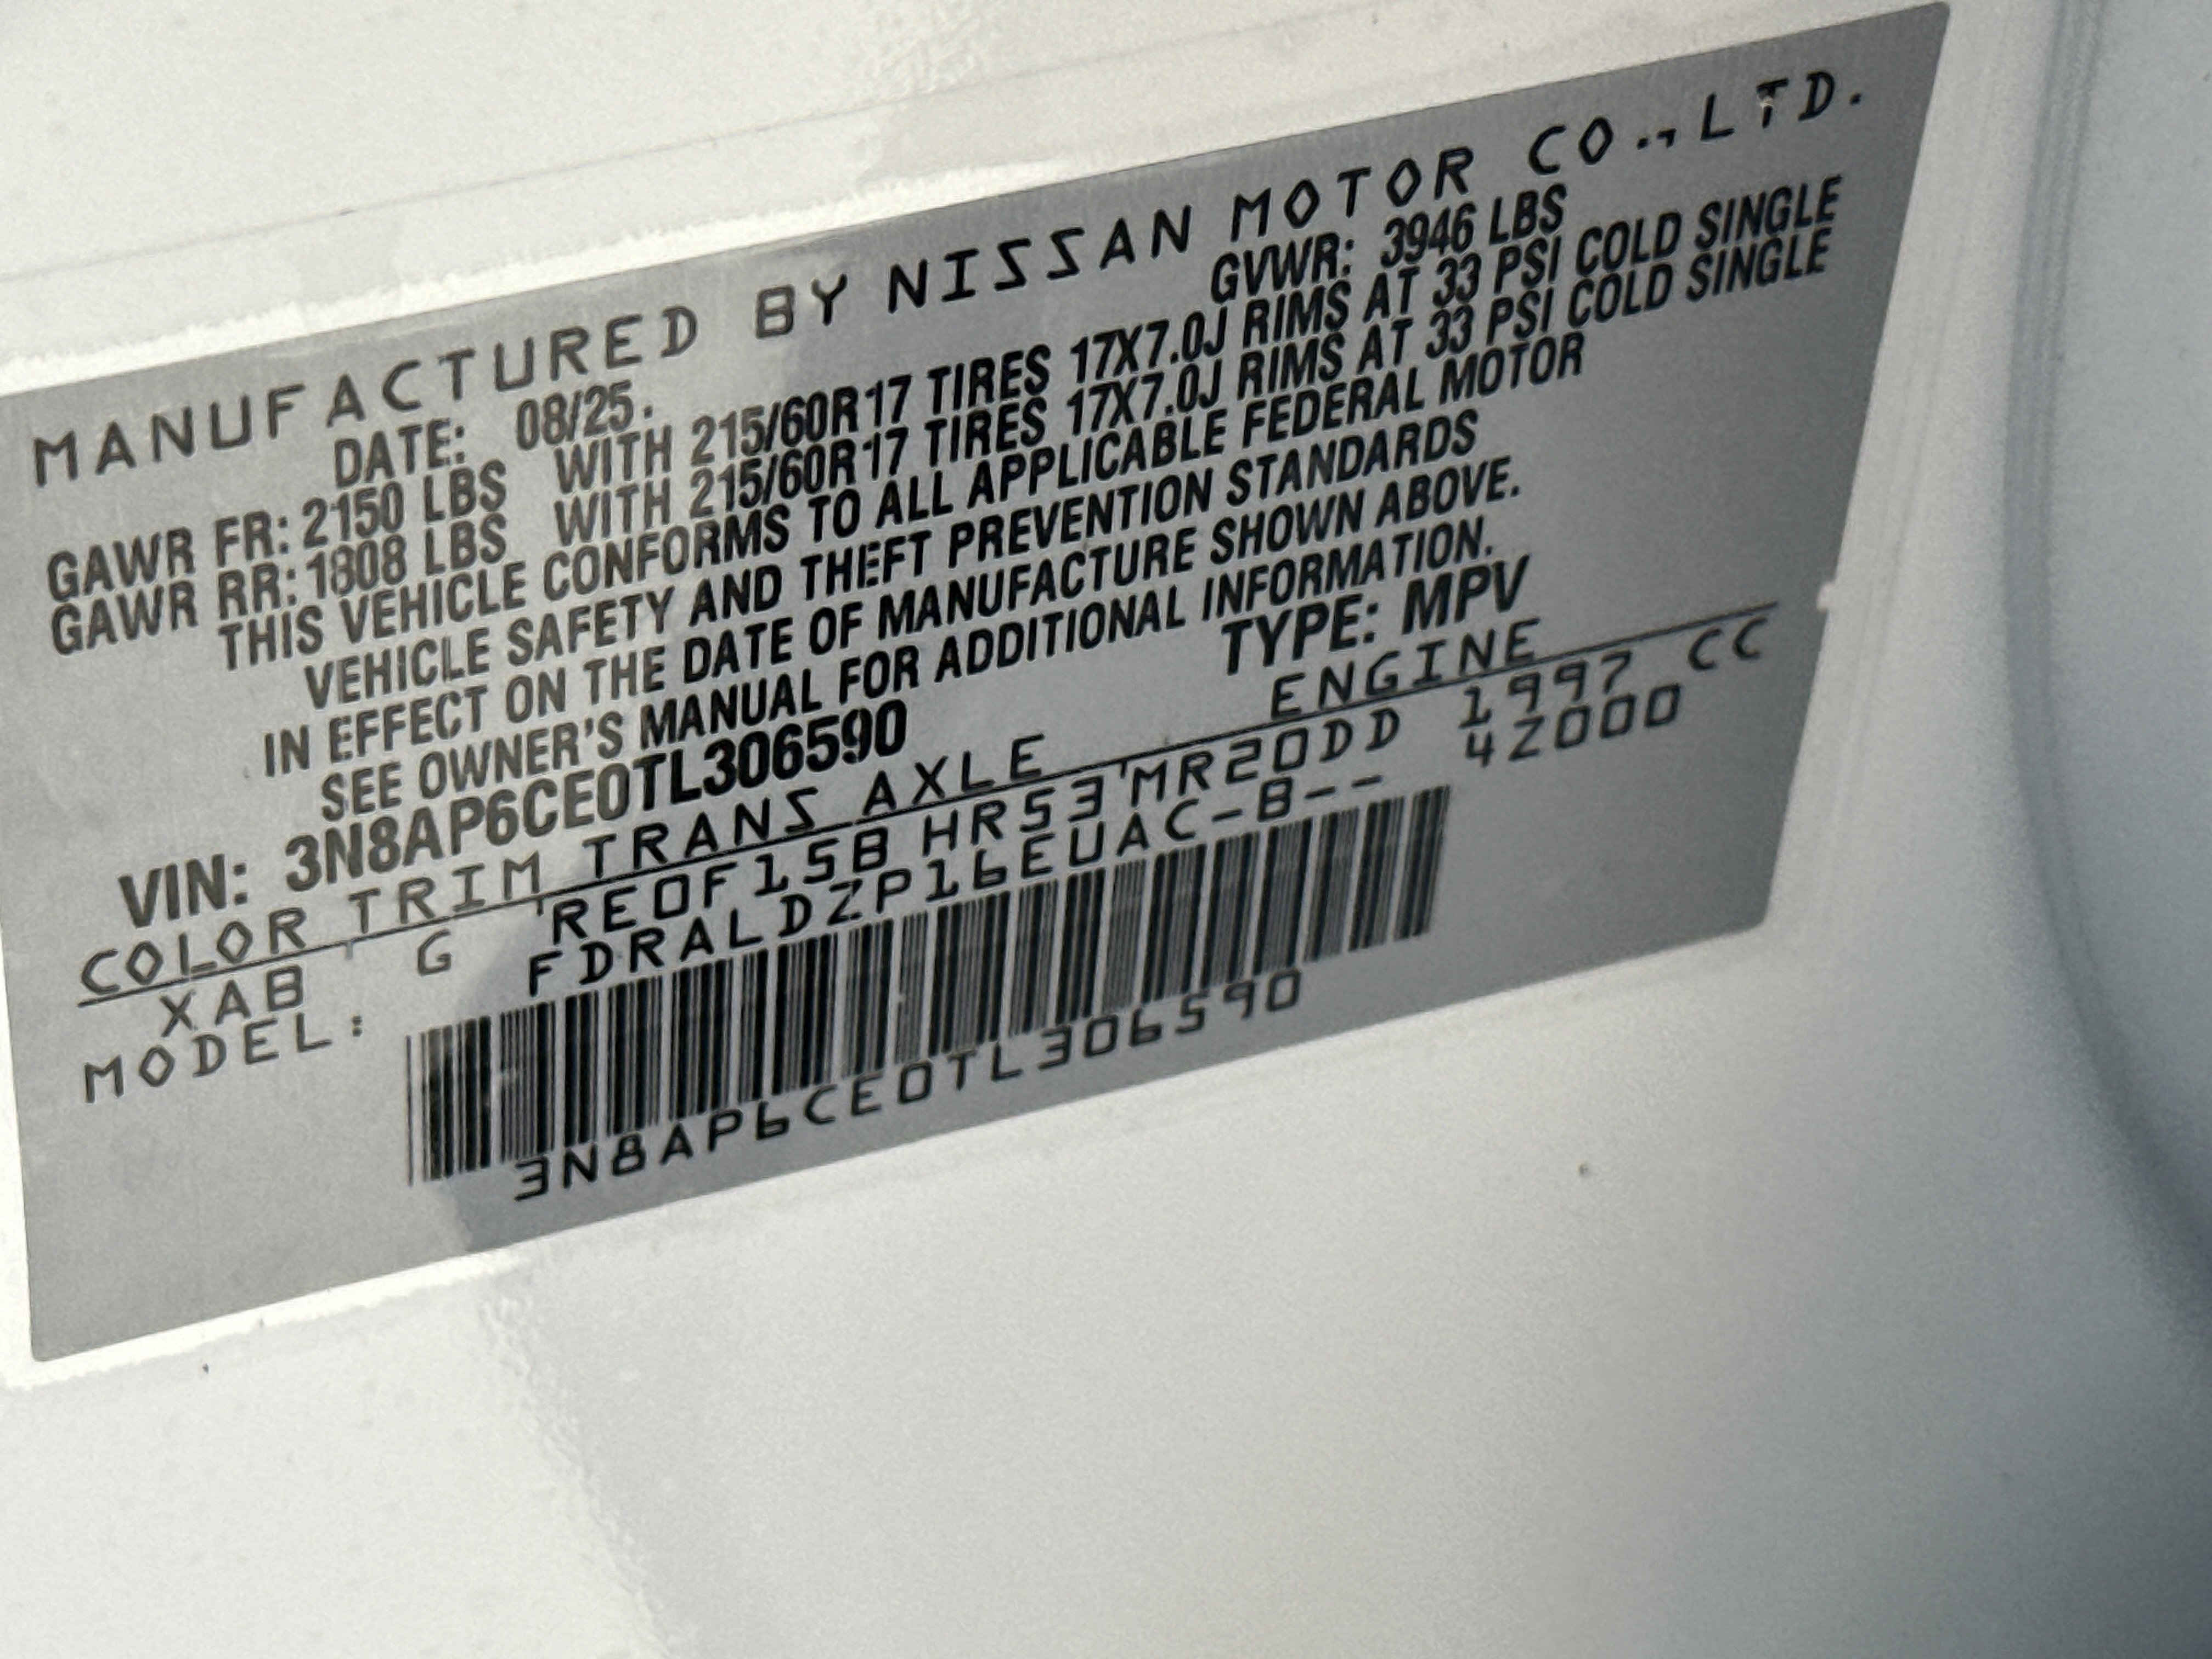 MANUFACTURED BY NISSAN MOTOR CO.,LTD.
DATE: 08/25. GVWR: 3946 LBS
GAWR FR: 2150 LBS WITH 215/60R17 TIRES 17X7.0J RIMS AT 33 PSI COLD SINGLE
GAWR RR: 1808 LBS WITH 215/60R17 TIRES 17X7.0J RIMS AT 33 PSI COLD SINGLE
THIS VEHICLE CONFORMS TO ALL APPLICABLE FEDERAL MOTOR
VEHICLE SAFETY AND THEFT PREVENTION STANDARDS
IN EFFECT ON THE DATE OF MANUFACTURE SHOWN ABOVE.
SEE OWNER'S MANUAL FOR ADDITIONAL INFORMATION.
VIN: 3N8AP6CE0TL306590 TYPE: MPV
COLOR TRIM TRANS AXLE ENGINE
XAB G RE0F15B HR53 MR20DD 1997 CC
MODEL: FDRALDZP16EUAC-B-- 4Z000
3N8AP6CE0TL306590